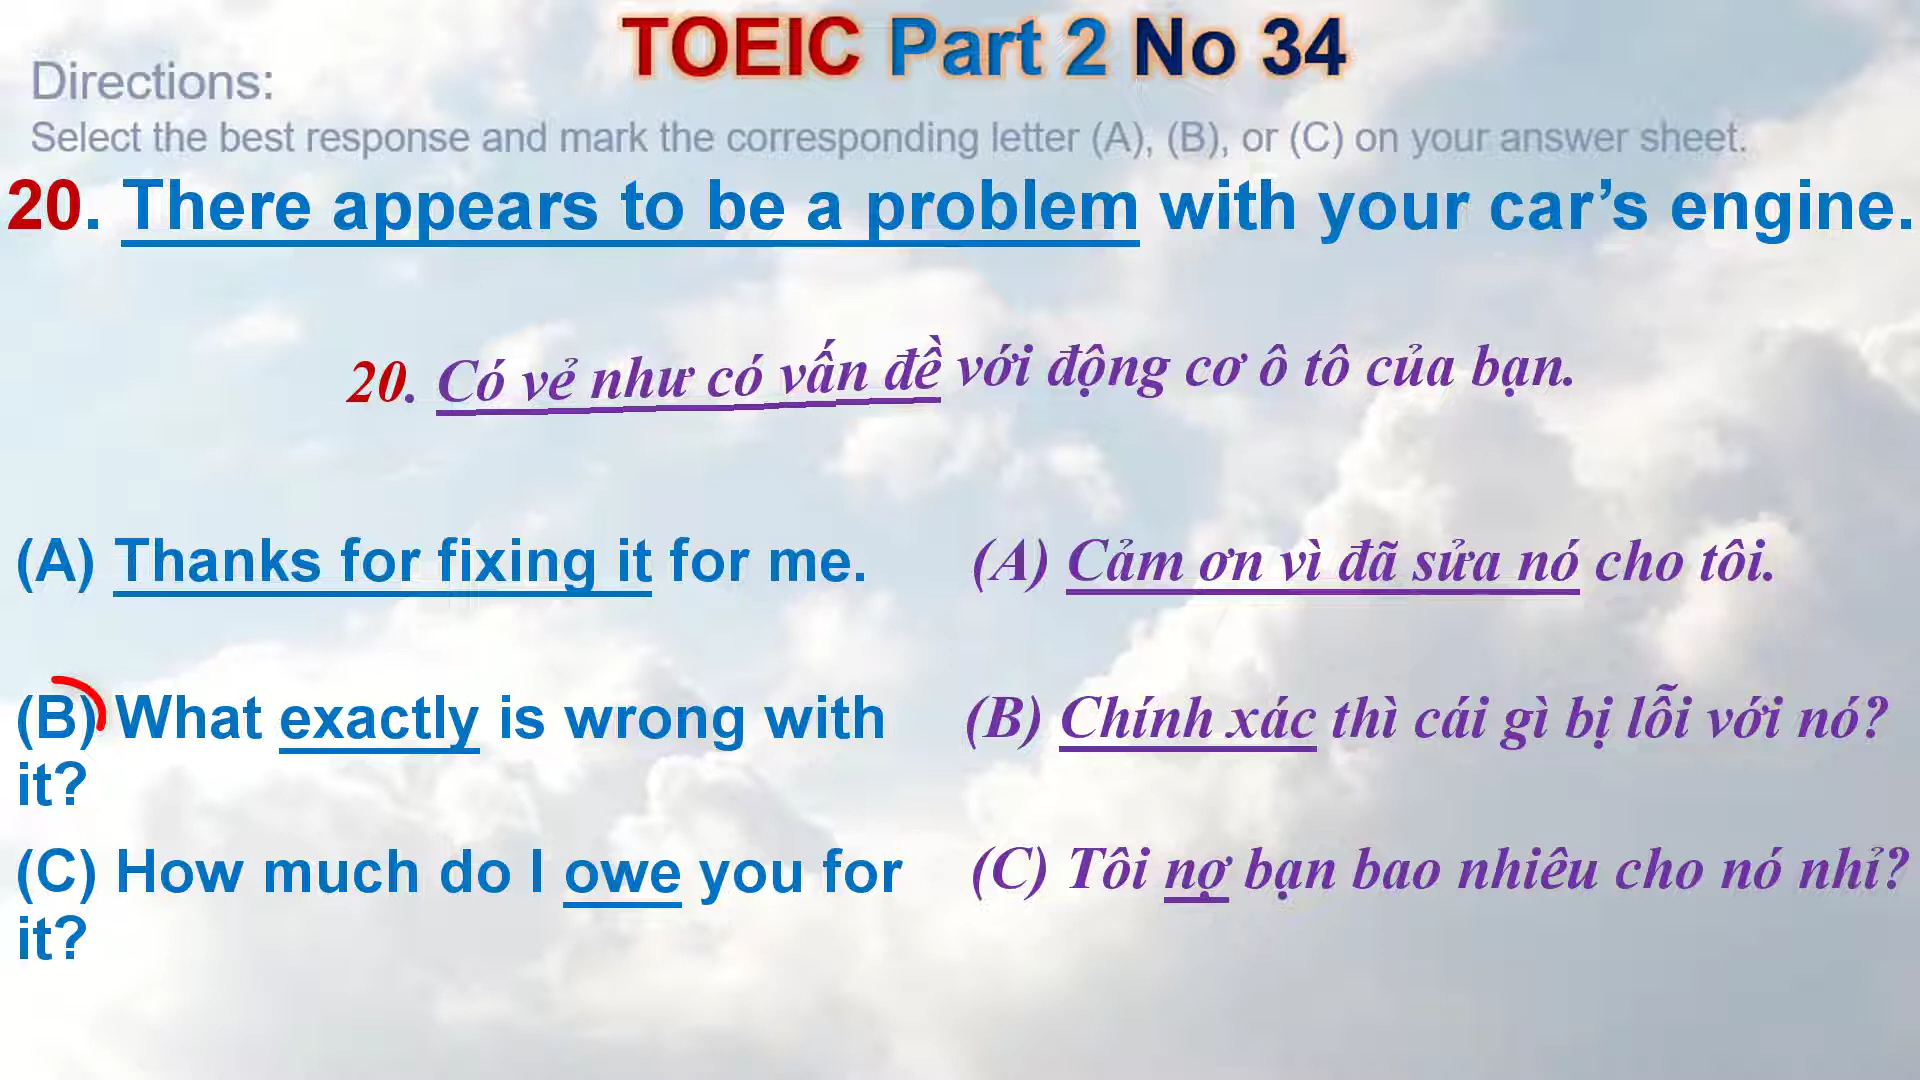 TOEIC Part 2 No 34
Directions:
Select the best response and mark the corresponding letter (A), (B), or (C) on your answer sheet.
20. There appears to be a problem with your car’s engine.
20. Có vẻ như có vấn đề với động cơ ô tô của bạn.
(A) Thanks for fixing it for me.
(A) Cảm ơn vì đã sửa nó cho tôi.
(B) What exactly is wrong with
it?
(B) Chính xác thì cái gì bị lỗi với nó?
(C) How much do I owe you for
it?
(C) Tôi nợ bạn bao nhiêu cho nó nhỉ?